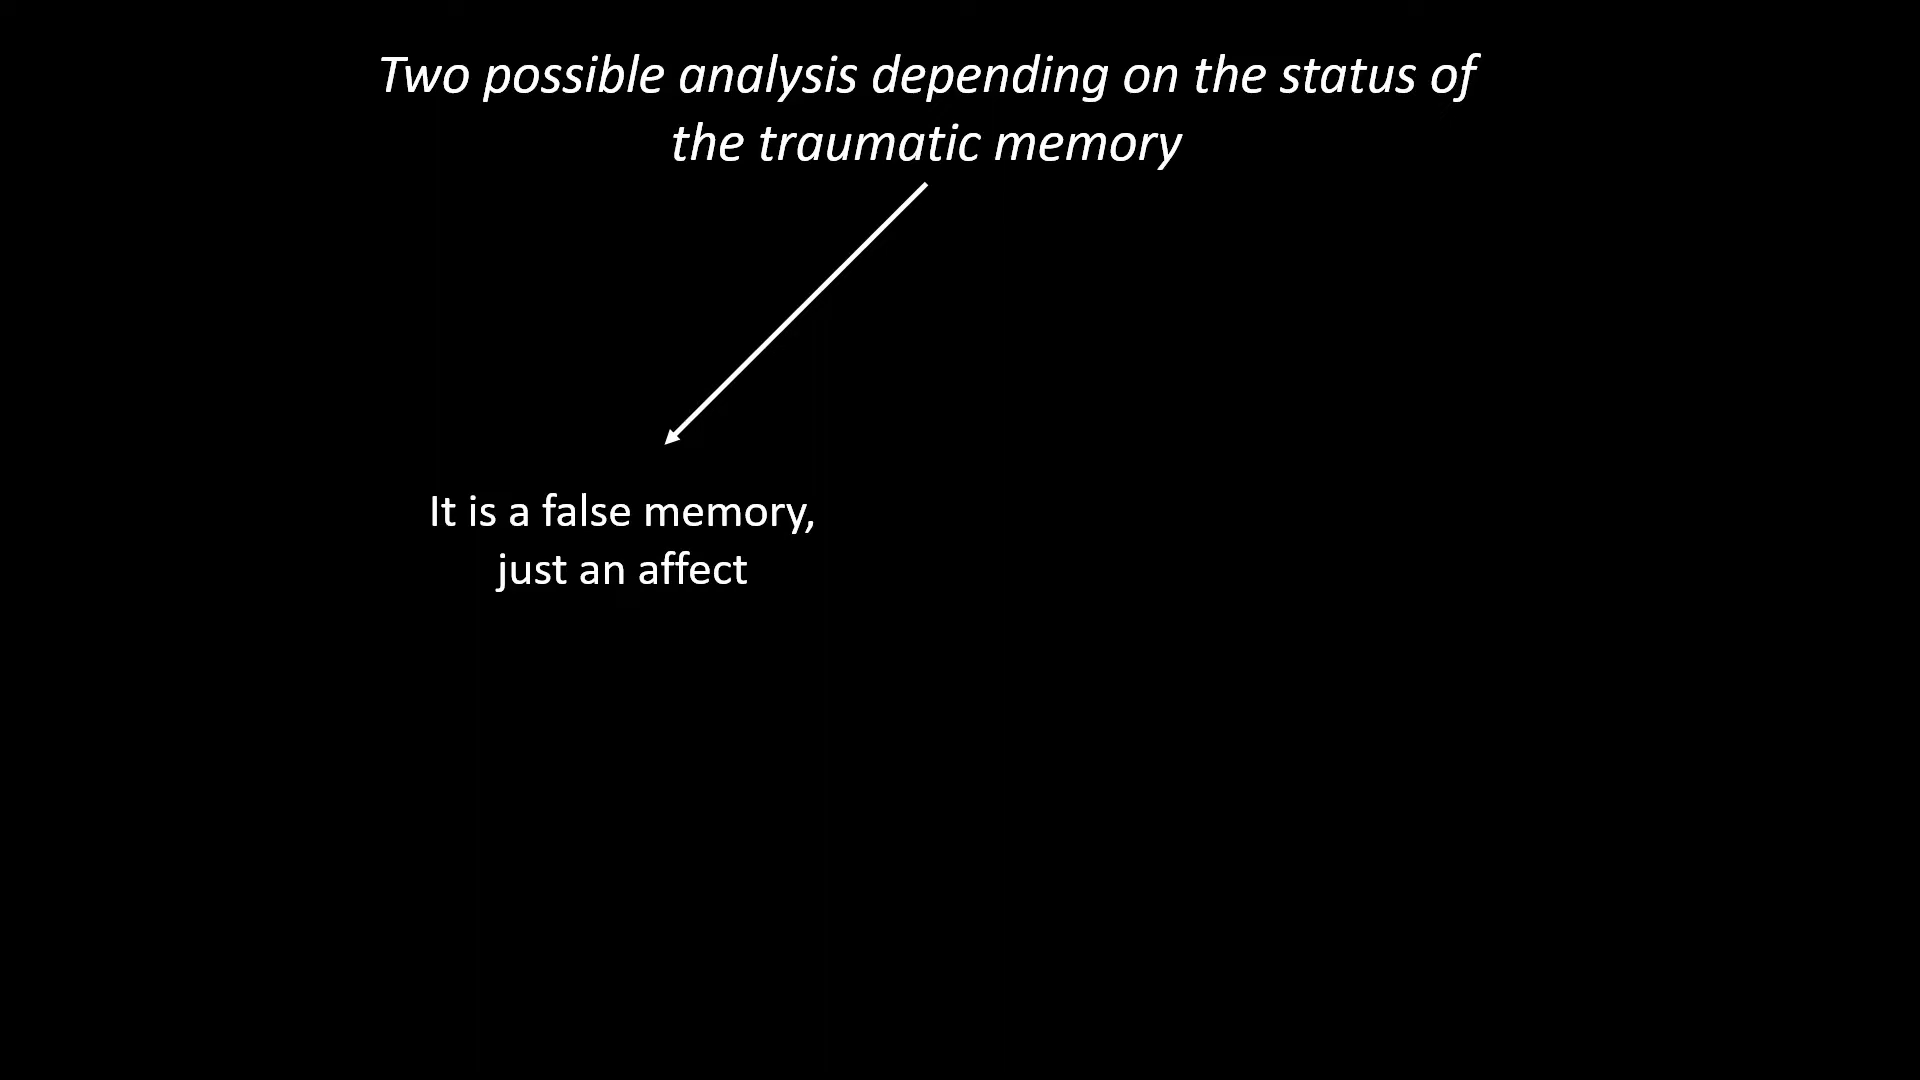 Two possible analysis depending on the status of
the traumatic memory
It is a false memory,
just an affect